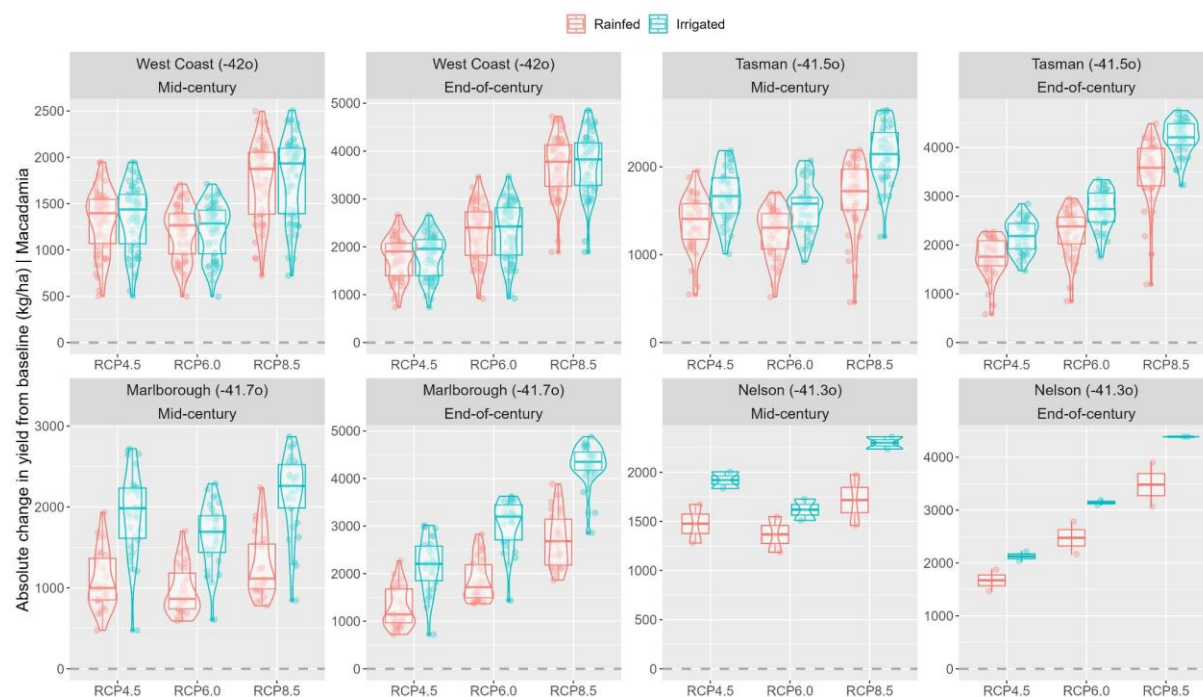 Rainfed Irrigated
Absolute change in yield from baseline (kg/ha) | Macadamia
West Coast (-42o)
Mid-century
2500
2000
1500
1000
500
0
RCP4.5 RCP6.0 RCP8.5
West Coast (-42o)
End-of-century
5000
4000
3000
2000
1000
0
RCP4.5 RCP6.0 RCP8.5
Tasman (-41.5o)
Mid-century
2000
1000
0
RCP4.5 RCP6.0 RCP8.5
Tasman (-41.5o)
End-of-century
4000
3000
2000
1000
0
RCP4.5 RCP6.0 RCP8.5
Marlborough (-41.7o)
Mid-century
3000
2000
1000
0
RCP4.5 RCP6.0 RCP8.5
Marlborough (-41.7o)
End-of-century
5000
4000
3000
2000
1000
0
RCP4.5 RCP6.0 RCP8.5
Nelson (-41.3o)
Mid-century
2000
1500
1000
500
0
RCP4.5 RCP6.0 RCP8.5
Nelson (-41.3o)
End-of-century
4000
3000
2000
1000
0
RCP4.5 RCP6.0 RCP8.5